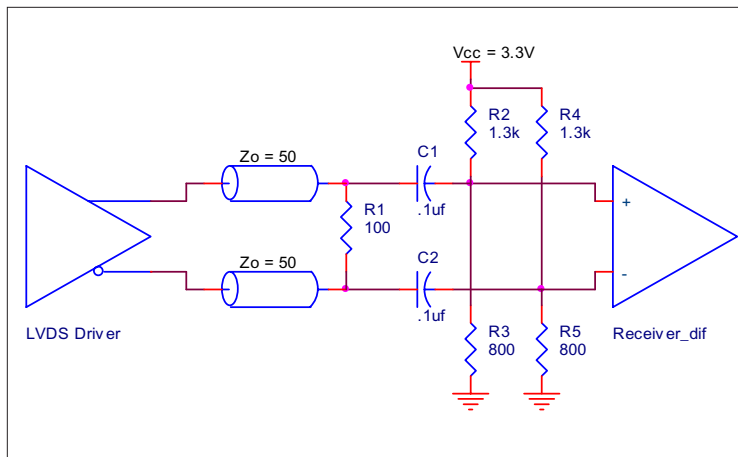 Vcc = 3.3V
R2
1.3k
R4
1.3k
C1
Zo = 50
R1
100
+
.1uf
C2
Zo = 50
-
.1uf
LVDS Driver
R3
800
R5
800
Receiver_dif